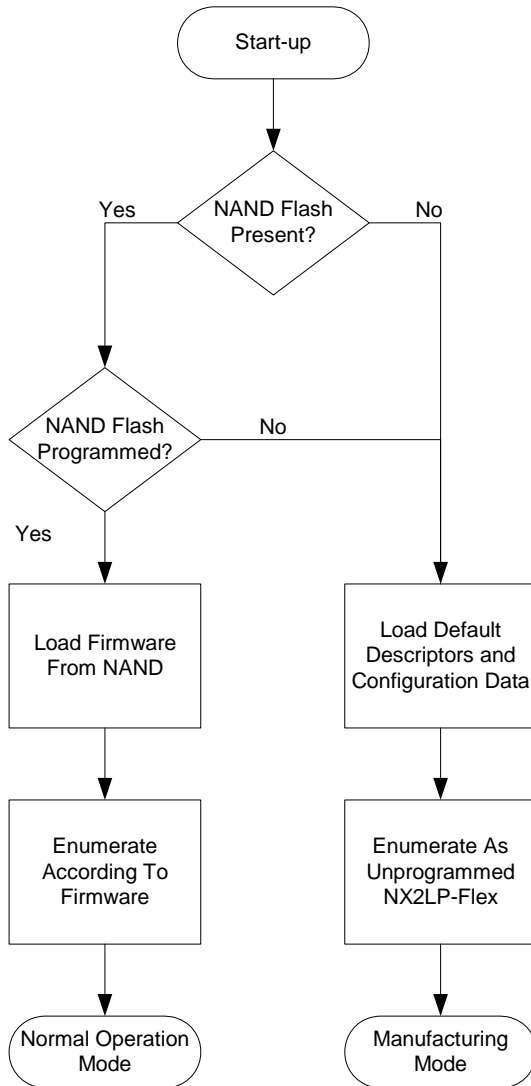 Start-up
NAND Flash
Present?
Yes
No
NAND Flash
Programmed?
No
Yes
Load Firmware
From NAND
Load Default
Descriptors and
Configuration Data
Enumerate
According To
Firmware
Enumerate As
Unprogrammed
NX2LP-Flex
Normal Operation
Mode
Manufacturing
Mode